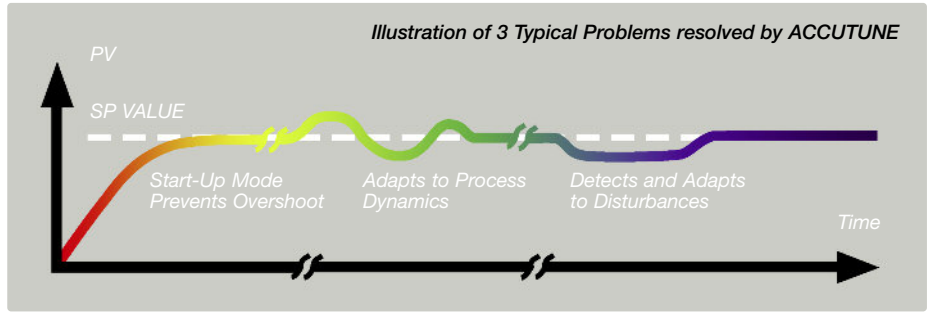 Illustration of 3 Typical Problems resolved by ACCUTUNE
PV
SP VALUE
Start-Up Mode
Prevents Overshoot
Adapts to Process
Dynamics
Detects and Adapts
to Disturbances
Time